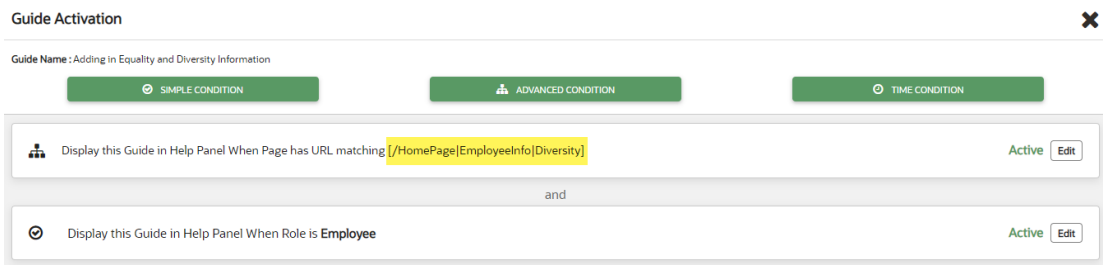 Guide Activation
Guide Name : Adding in Equality and Diversity Information
SIMPLE CONDITION
ADVANCED CONDITION
TIME CONDITION
Display this Guide in Help Panel When Page has URL matching [/HomePage|EmployeeInfo|Diversity]
Active Edit
and
Display this Guide in Help Panel When Role is Employee
Active Edit